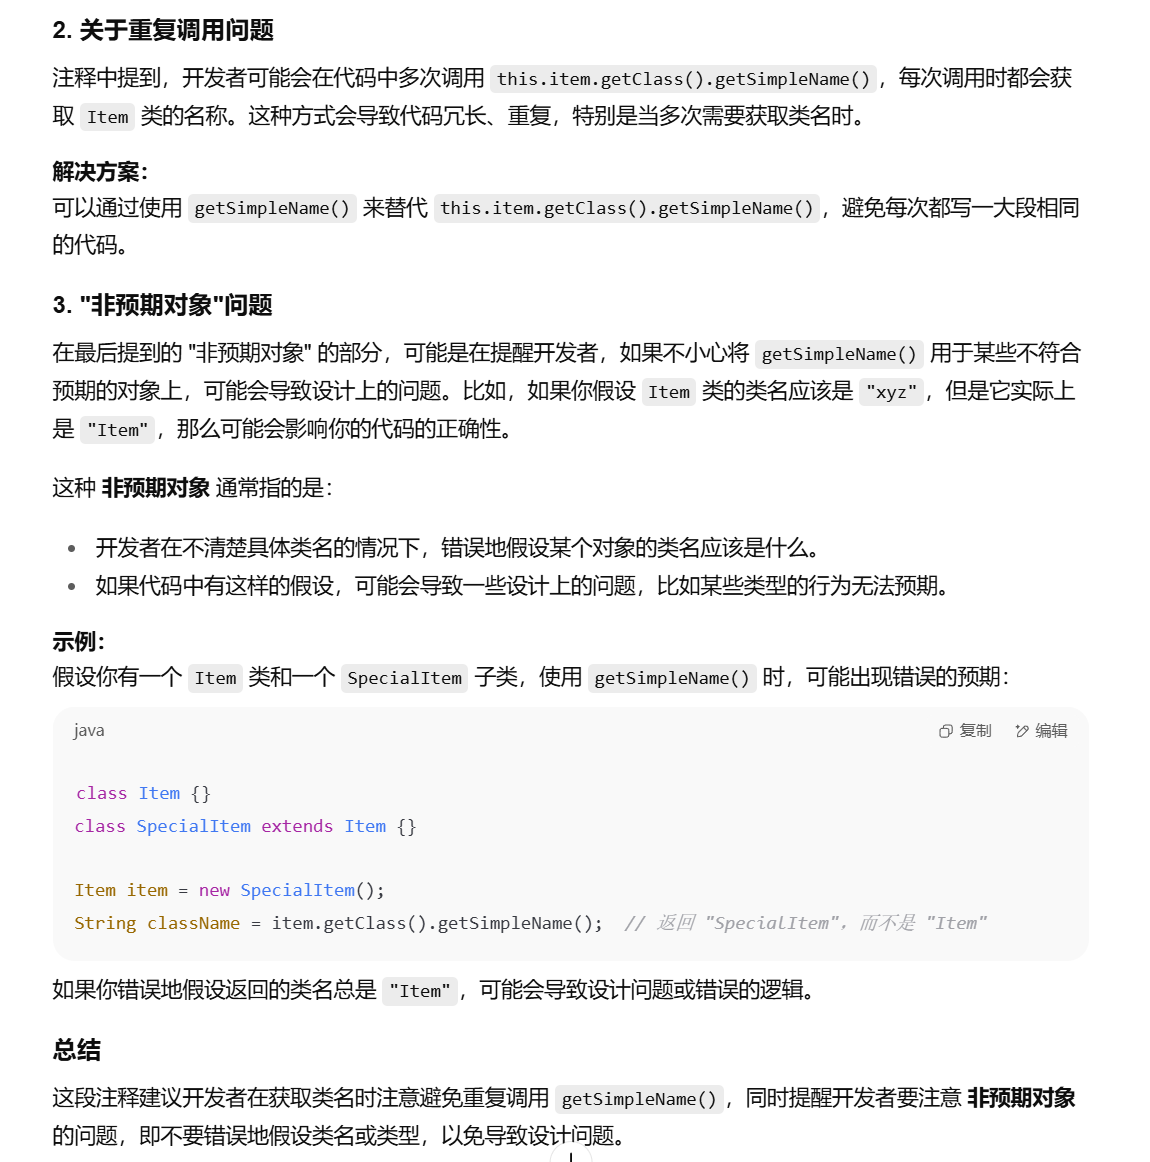 2. 关于重复调用问题
注释中提到，开发者可能会在代码中多次调用 this.item.getClass().getSimpleName()，每次调用时都会获
取 Item 类的名称。这种方式会导致代码冗长、重复，特别是当多次需要获取类名时。
解决方案：
可以通过使用 getSimpleName() 来替代 this.item.getClass().getSimpleName()，避免每次都写一大段相同
的代码。
3. "非预期对象"问题
在最后提到的 "非预期对象" 的部分，可能是在提醒开发者，如果不小心将 getSimpleName() 用于某些不符合
预期的对象上，可能会导致设计上的问题。比如，如果你假设 Item 类的类名应该是 "xyz"，但是它实际上
是 "Item"，那么可能会影响你的代码的正确性。
这种 非预期对象 通常指的是：
• 开发者在不清楚具体类名的情况下，错误地假设某个对象的类名应该是什么。
• 如果代码中有这样的假设，可能会导致一些设计上的问题，比如某些类型的行为无法预期。
示例：
假设你有一个 Item 类和一个 SpecialItem 子类，使用 getSimpleName() 时，可能出现错误的预期：
java 复制 编辑
class Item {}
class SpecialItem extends Item {}
Item item = new SpecialItem();
String className = item.getClass().getSimpleName(); // 返回 "SpecialItem"，而不是 "Item"
如果你错误地假设返回的类名总是 "Item"，可能会导致设计问题或错误的逻辑。
总结
这段注释建议开发者在获取类名时注意避免重复调用 getSimpleName()，同时提醒开发者要注意 非预期对象
的问题，即不要错误地假设类名或类型，以免导致设计问题。